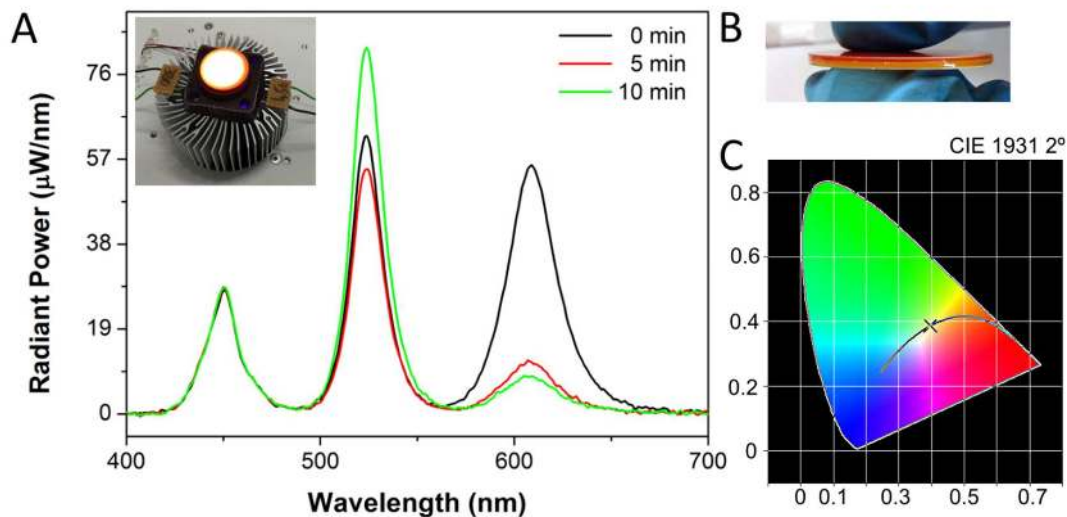 A
0 min
5 min
10 min
Radiant Power (μW/nm)
76
57
38
19
0
400 500 600 700
Wavelength (nm)
B
C
CIE 1931 2º
0.8
0.6
0.4
0.2
0
0 0.1 0.3 0.5 0.7